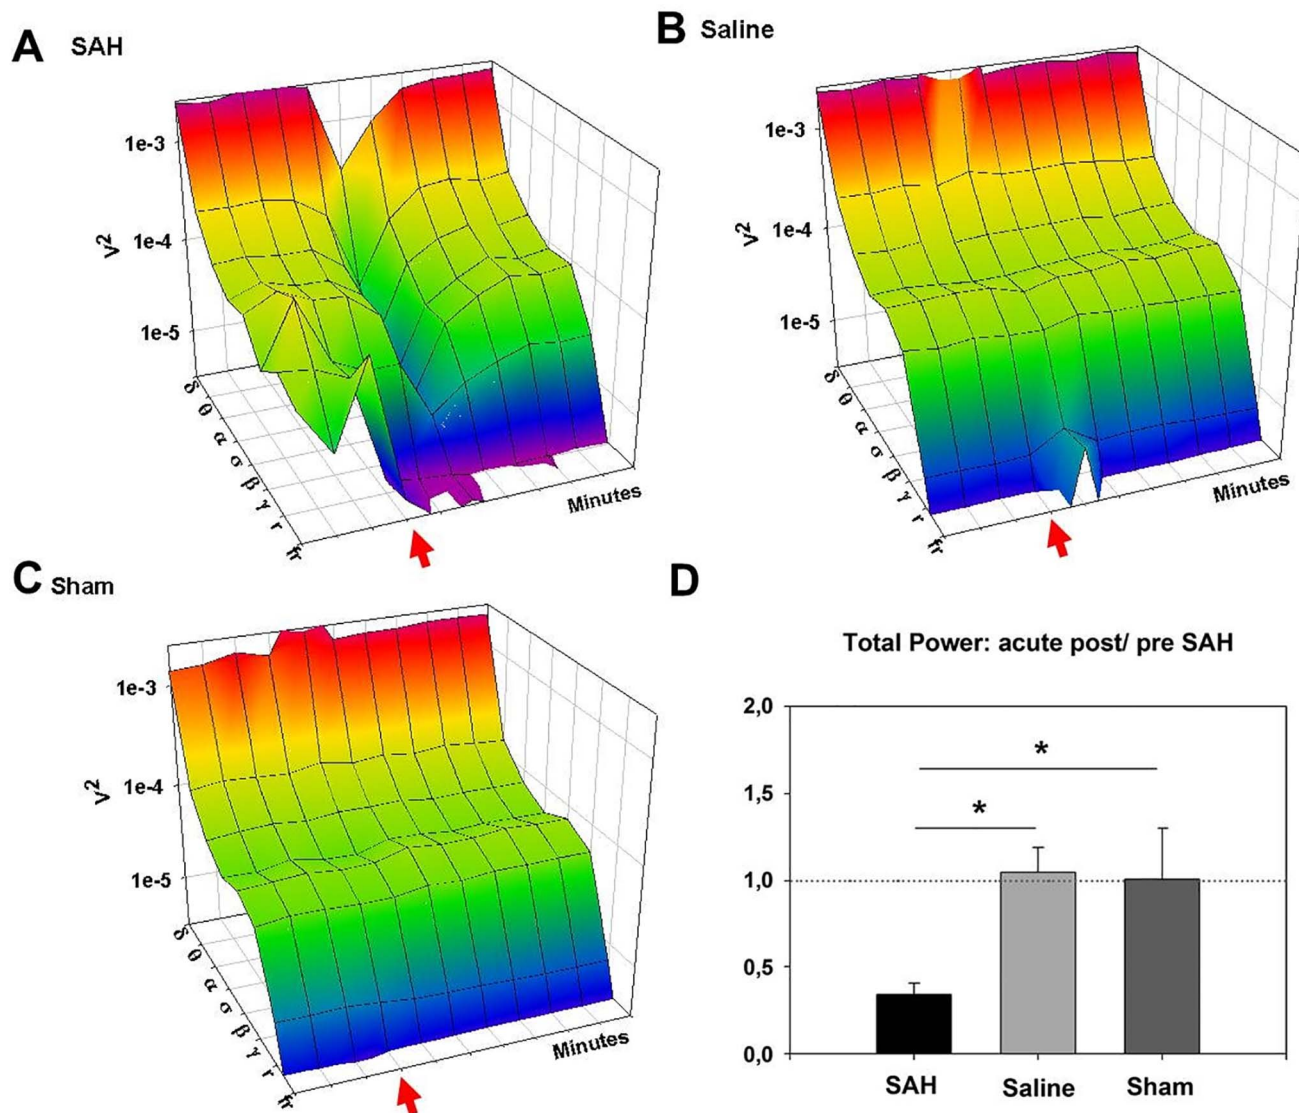 A SAH
1e-3
1e-4
1e-5
V2
δ θ α σ β γ r fr
Minutes
B Saline
1e-3
1e-4
1e-5
V2
δ θ α σ β γ r fr
Minutes
C Sham
1e-3
1e-4
1e-5
V2
δ θ α σ β γ r fr
Minutes
D
Total Power: acute post/ pre SAH
2,0
1,5
1,0
0,5
0,0
*
*
SAH Saline Sham